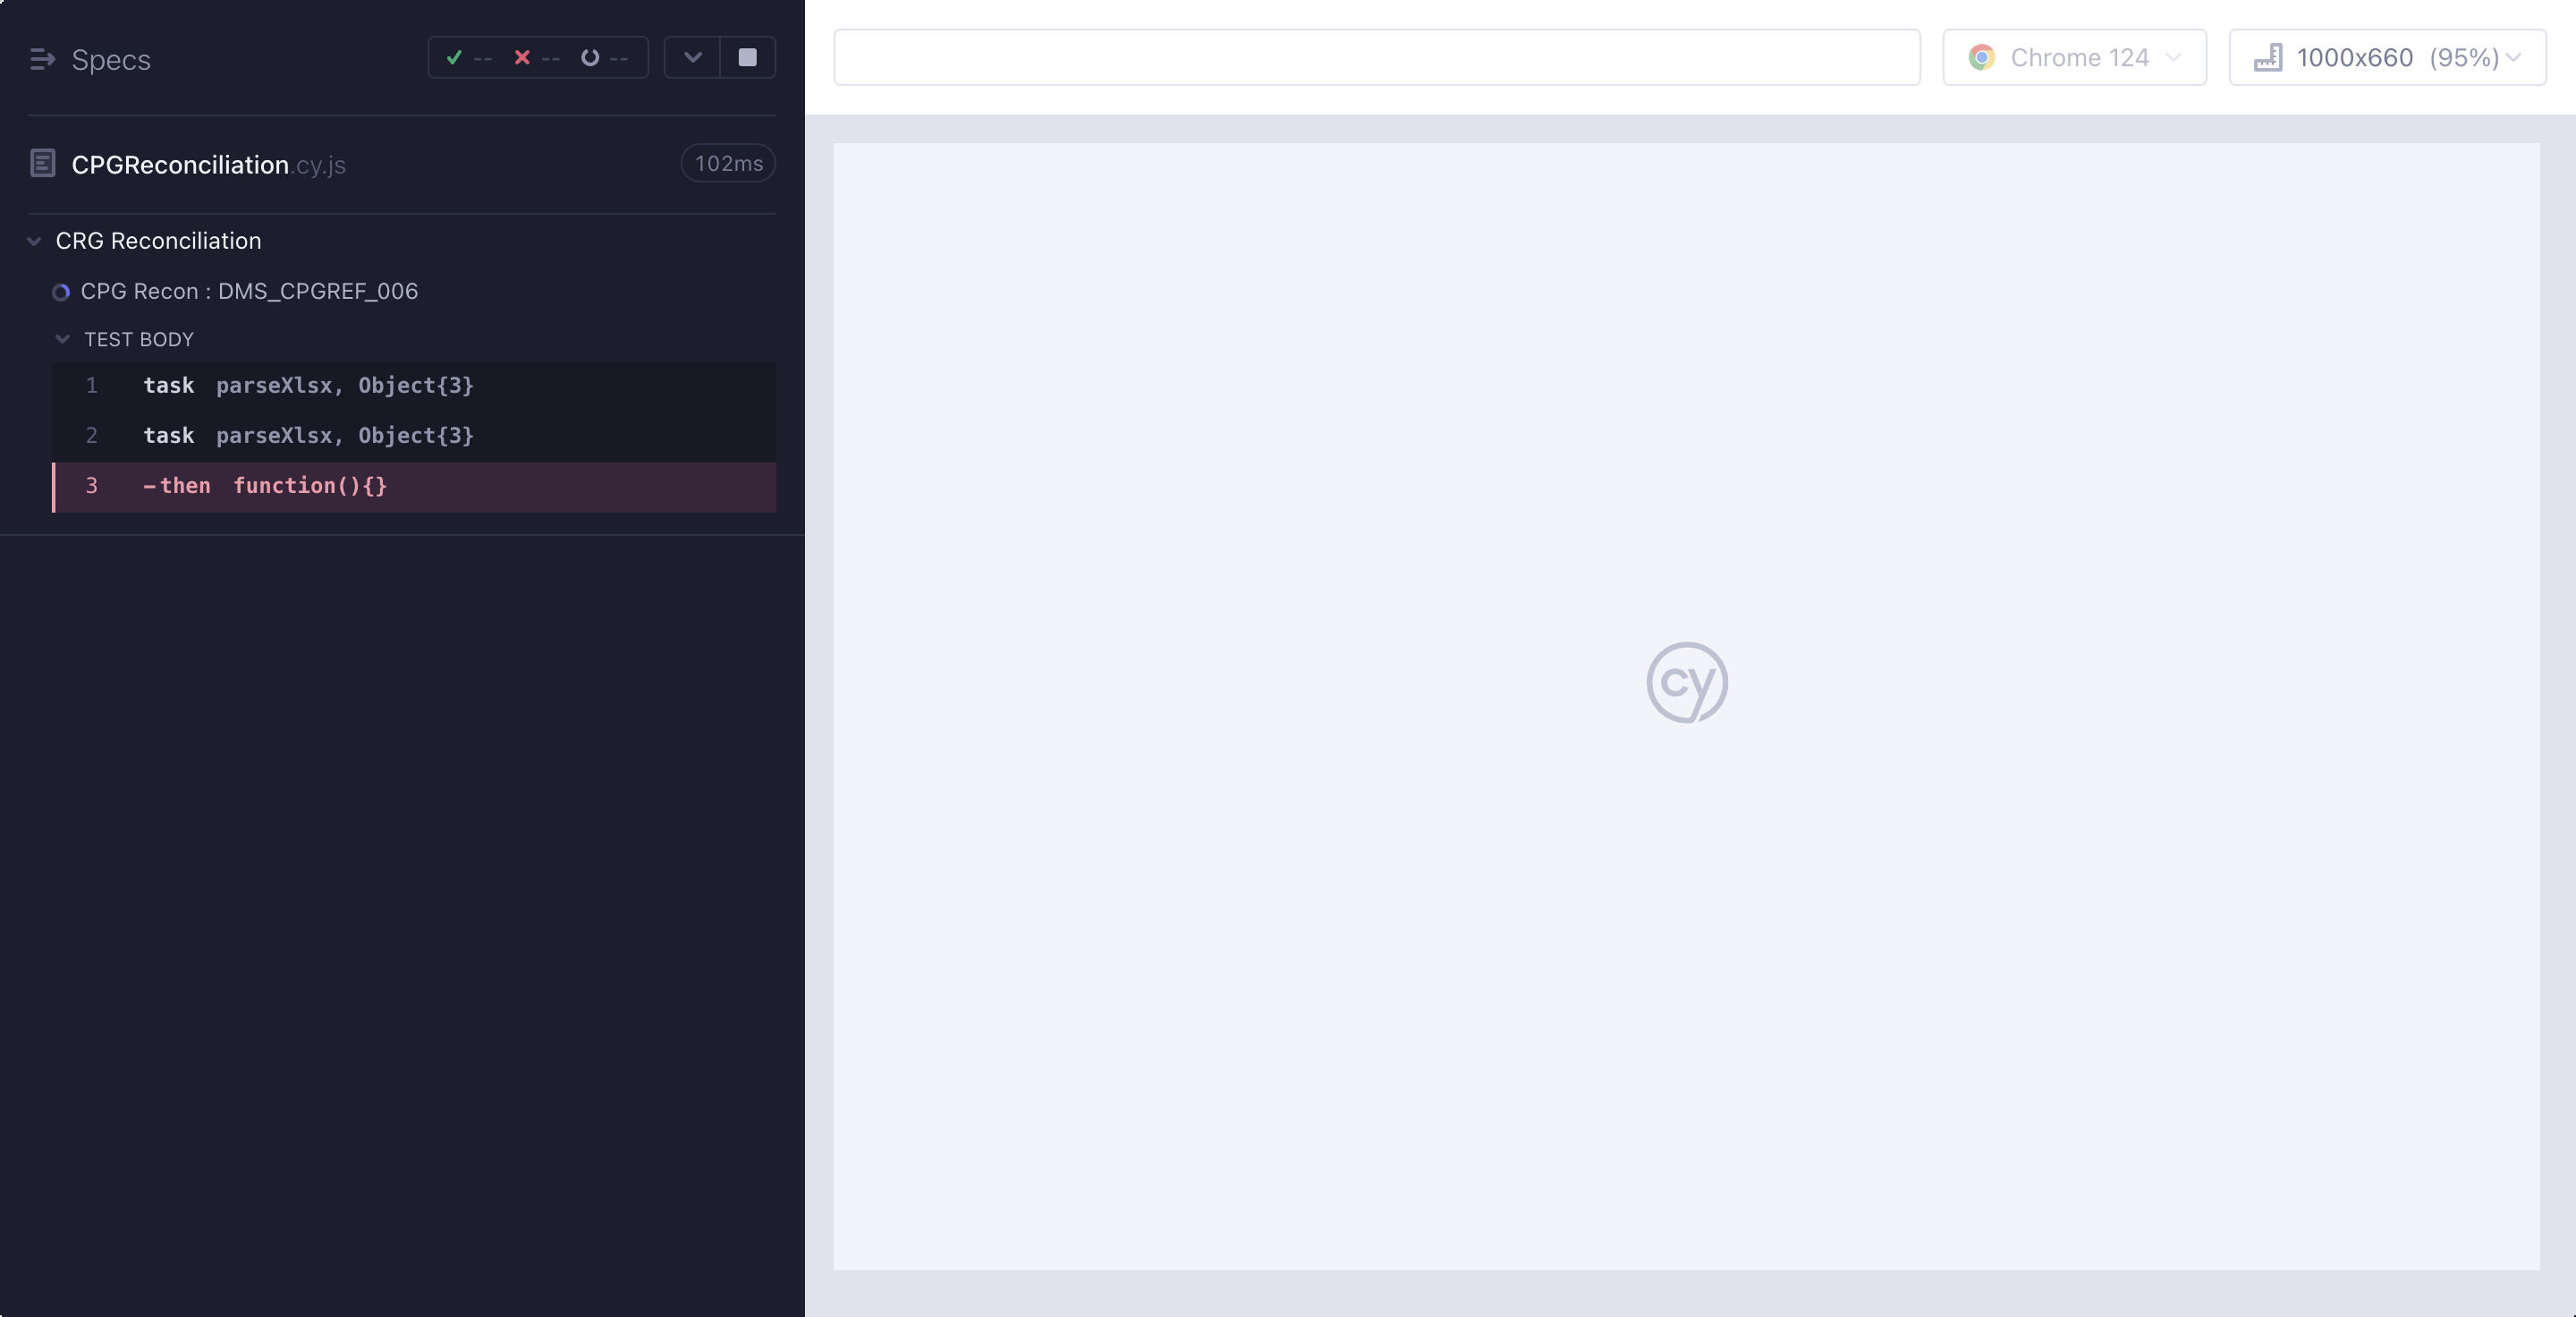 Specs
-- -- --
CPGReconciliation.cy.js 102ms
CRG Reconciliation
CPG Recon : DMS_CPGREF_006
TEST BODY
1 task parseXlsx, Object{3}
2 task parseXlsx, Object{3}
3 -then function(){}
Chrome 124
1000x660 (95%)
cy